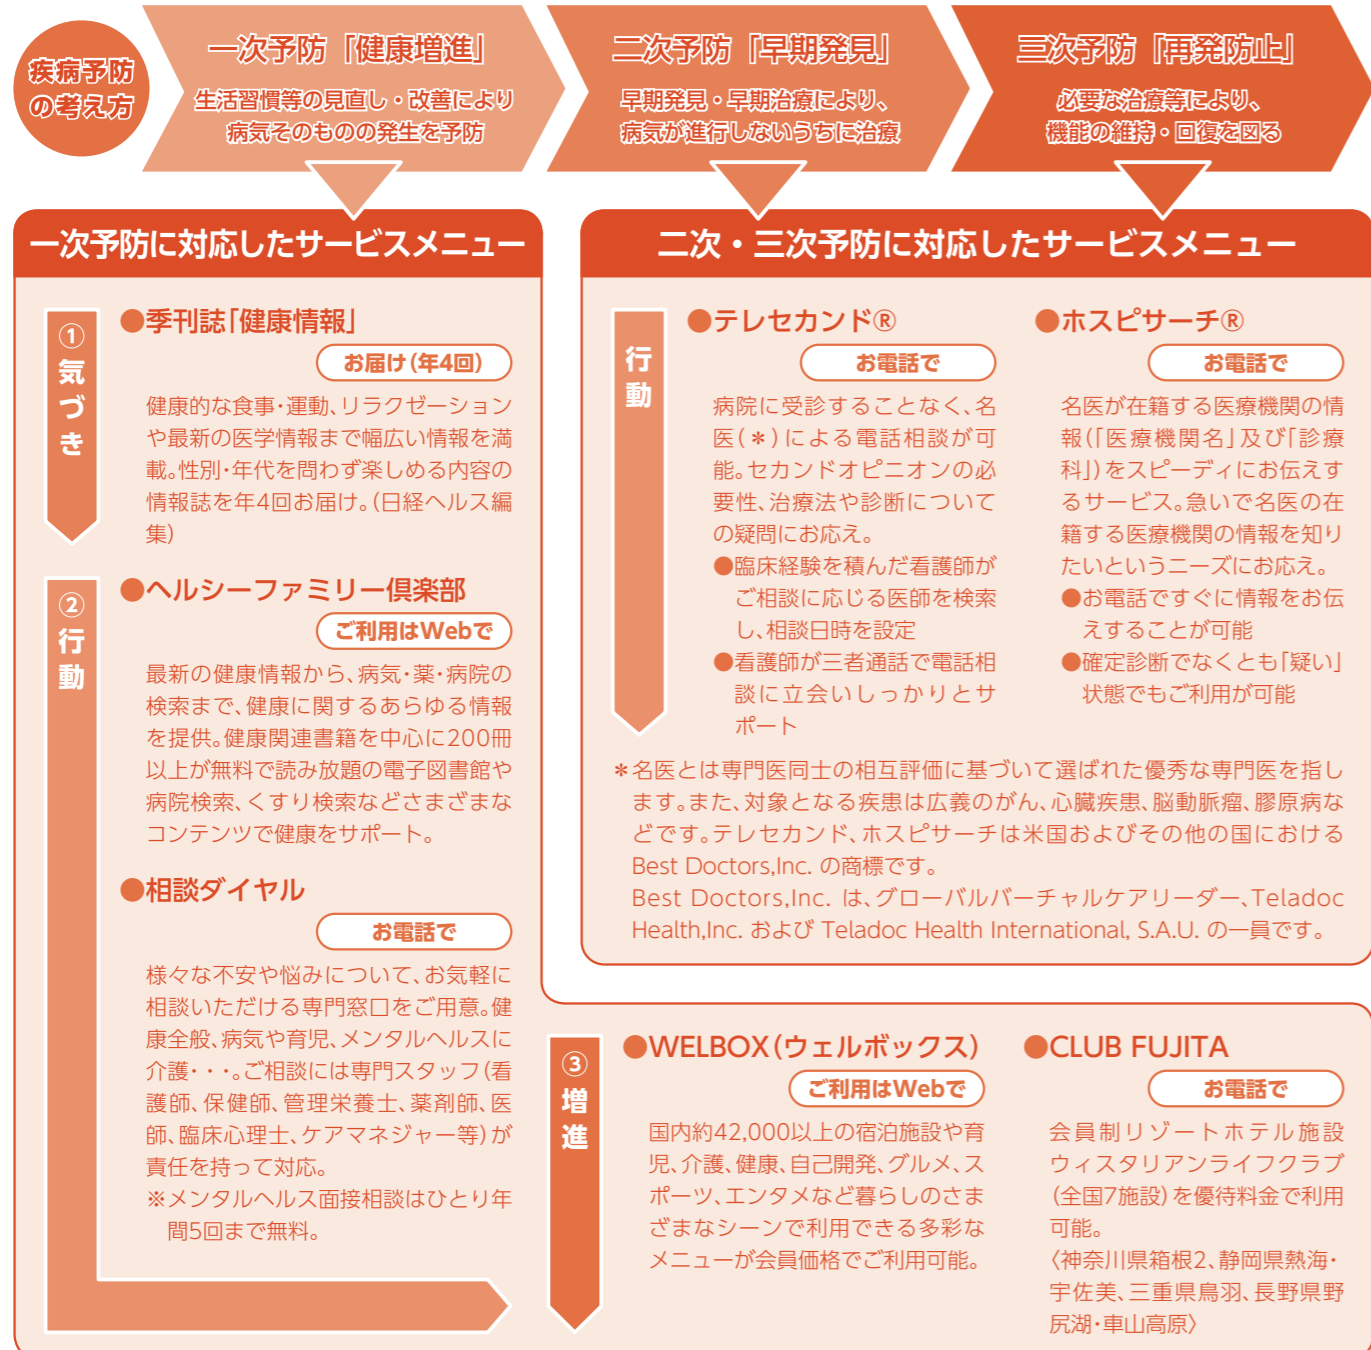 疾病予防
の考え方
一次予防「健康増進」
生活習慣等の見直し・改善により
病気そのものの発生を予防
二次予防「早期発見」
早期発見・早期治療により、
病気が進行しないうちに治療
三次予防「再発防止」
必要な治療等により、
機能の維持・回復を図る
一次予防に対応したサービスメニュー
①気づき
●季刊誌「健康情報」
お届け（年4回）
健康的な食事・運動、リラクゼーション
や最新の医学情報まで幅広い情報を満
載。性別・年代を問わず楽しめる内容の
情報誌を年4回お届け。（日経ヘルス編
集）
②行動
●ヘルシーファミリー倶楽部
ご利用はWebで
最新の健康情報から、病気・薬・病院の
検索まで、健康に関するあらゆる情報
を提供。健康関連書籍を中心に200冊
以上が無料で読み放題の電子図書館や
病院検索、くすり検索などさまざまな
コンテンツで健康をサポート。
●相談ダイヤル
お電話で
様々な不安や悩みについて、お気軽に
相談いただける専門窓口をご用意。健
康全般、病気や育児、メンタルヘルスに
介護・・・。ご相談には専門スタッフ（看
護師、保健師、管理栄養士、薬剤師、医
師、臨床心理士、ケアマネジャー等）が
責任を持って対応。
※メンタルヘルス面接相談はひとり年
間5回まで無料。
二次・三次予防に対応したサービスメニュー
行動
●テレセカンド®
お電話で
病院に受診することなく、名
医（＊）による電話相談が可
能。セカンドオピニオンの必
要性、治療法や診断について
の疑問にお応え。
●臨床経験を積んだ看護師が
ご相談に応じる医師を検索
し、相談日時を設定
●看護師が三者通話で電話相
談に立会いしっかりとサ
ポート
●ホスピサーチ®
お電話で
名医が在籍する医療機関の情
報（「医療機関名」及び「診療
科」）をスピーディにお伝えす
るサービス。急いで名医の在
籍する医療機関の情報を知り
たいというニーズにお応え。
●お電話ですぐに情報をお伝
えすることが可能
●確定診断でなくとも「疑い」
状態でもご利用が可能
＊名医とは専門医同士の相互評価に基づいて選ばれた優秀な専門医を指し
ます。また、対象となる疾患は広義のがん、心臓疾患、脳動脈瘤、膠原病な
どです。テレセカンド、ホスピサーチは米国およびその他の国における
Best Doctors,Inc. の商標です。
Best Doctors,Inc. は、グローバルバーチャルケアリーダー、Teladoc
Health,Inc. および Teladoc Health International, S.A.U. の一員です。
③増進
●WELBOX（ウェルボックス）
ご利用はWebで
国内約42,000以上の宿泊施設や育
児、介護、健康、自己開発、グルメ、ス
ポーツ、エンタメなど暮らしのさま
ざまなシーンで利用できる多彩な
メニューが会員価格でご利用可能。
●CLUB FUJITA
お電話で
会員制リゾートホテル施設
ウィスタリアンライフクラブ
（全国7施設）を優待料金で利用
可能。
〈神奈川県箱根2、静岡県熱海・
宇佐美、三重県鳥羽、長野県野
尻湖・車山高原〉